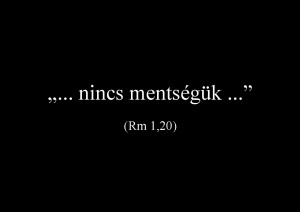 „... nincs mentségük ...”
(Rm 1,20)